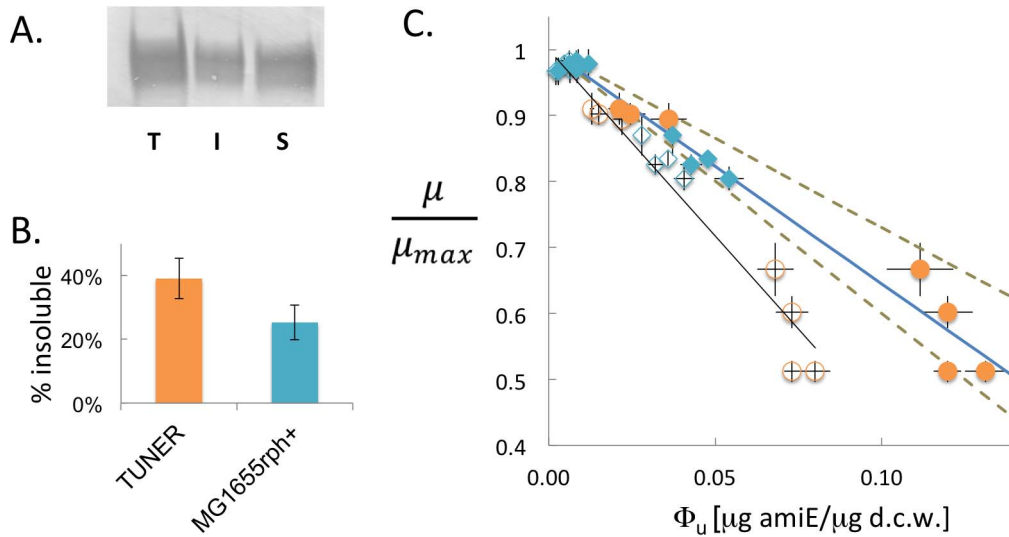 A.
T I S
B.
% insoluble
40%
20%
0%
TUNER
MG1655rph+
C.
μ
μmax
1
0.9
0.8
0.7
0.6
0.5
0.4
0.00 0.05 0.10
Φu [μg amiE/μg d.c.w.]